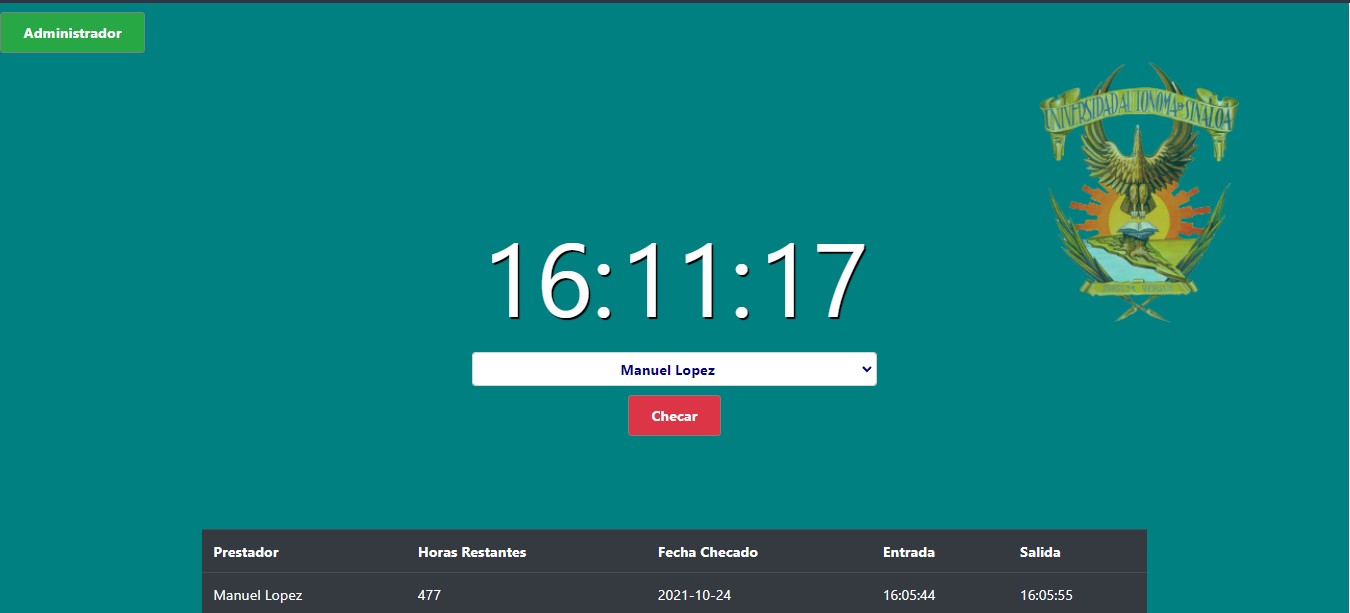 Administrador
UNIVERSIDAD AUTONOMA DE SINALOA
16:11:17
Manuel Lopez
Checar
Prestador Horas Restantes Fecha Checado Entrada Salida
Manuel Lopez 477 2021-10-24 16:05:44 16:05:55